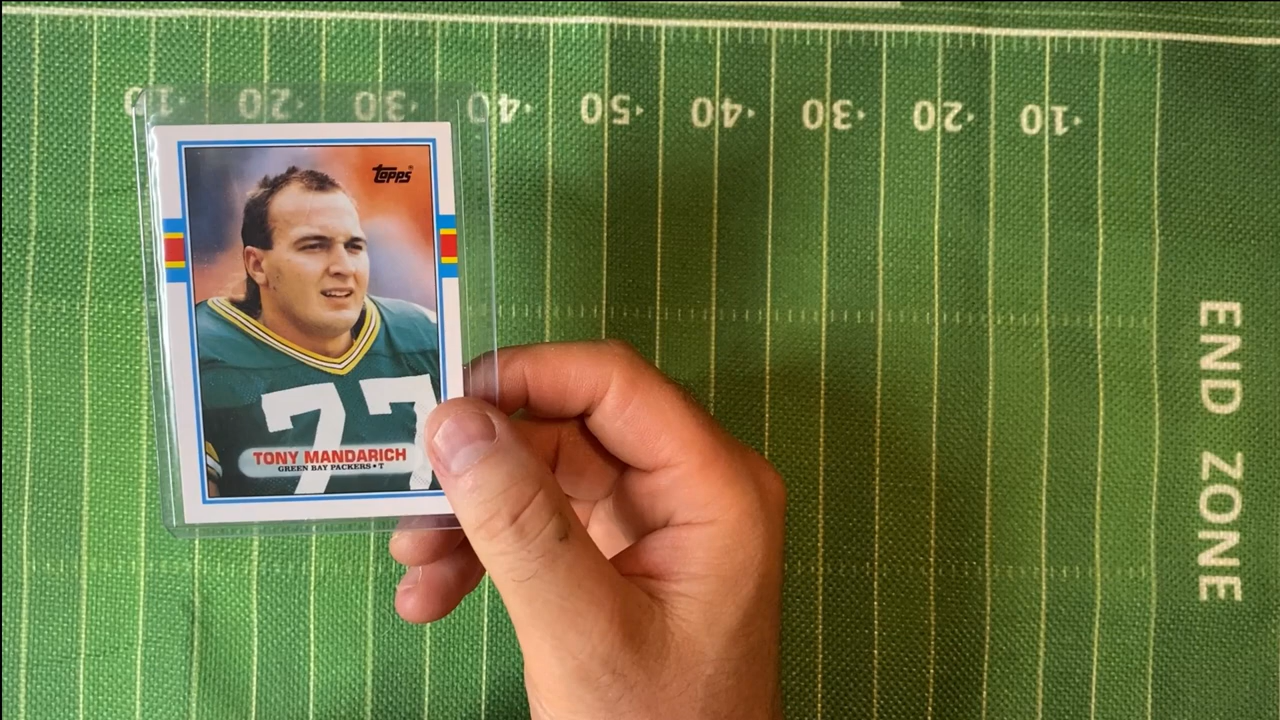 10 20 30 40 50 40 30 20 10
topps
77
TONY MANDARICH
GREEN BAY PACKERS • T
END ZONE